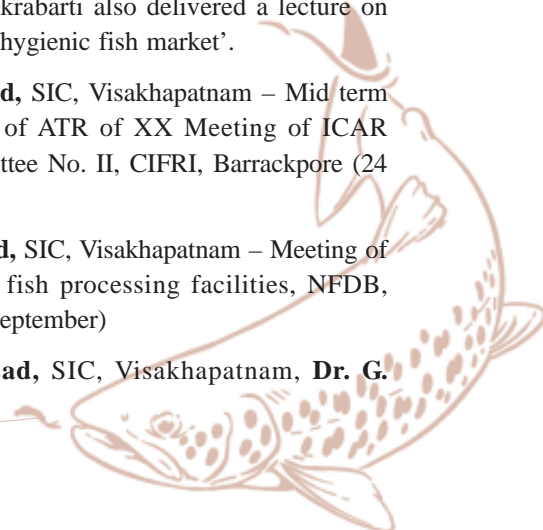 krabarti also delivered a lecture on
hygienic fish market’.
d, SIC, Visakhapatnam – Mid term
of ATR of XX Meeting of ICAR
ttee No. II, CIFRI, Barrackpore (24
d, SIC, Visakhapatnam – Meeting of
fish processing facilities, NFDB,
eptember)
ad, SIC, Visakhapatnam, Dr. G.